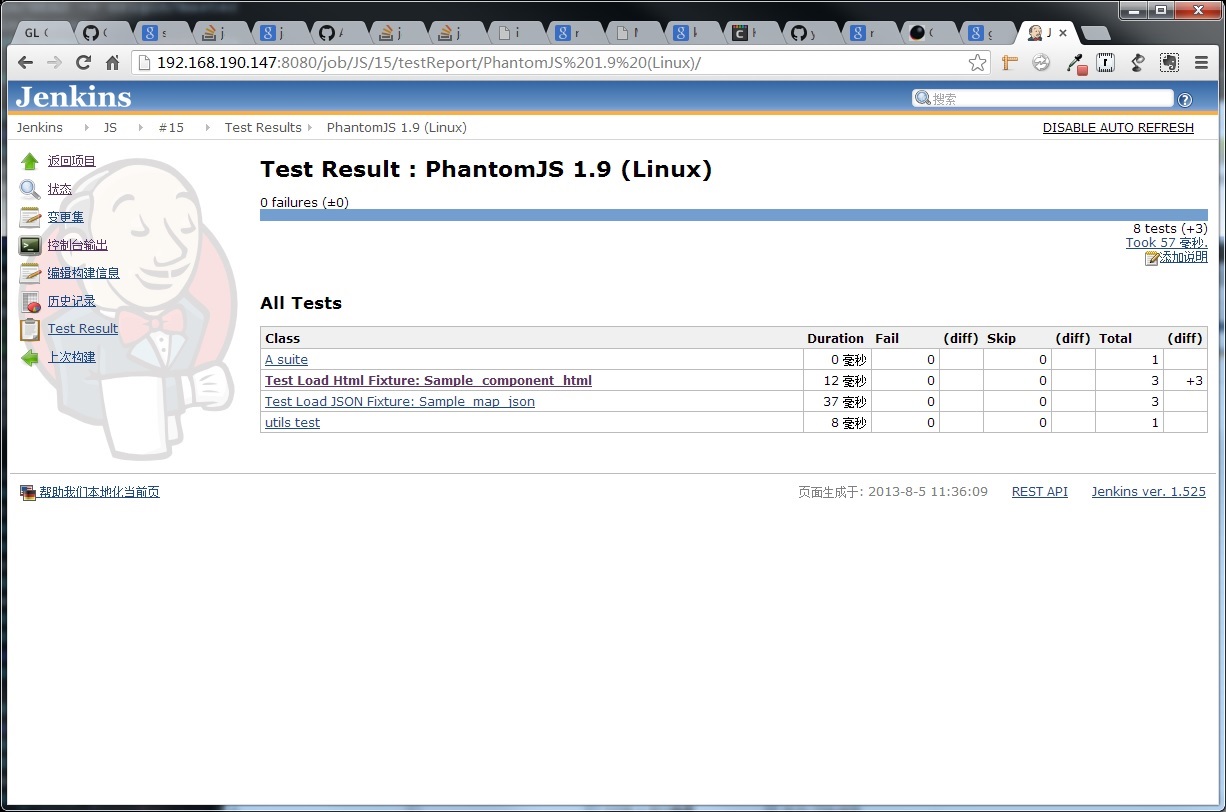 GL
192.168.190.147:8080/job/JS/15/testReport/PhantomJS%201.9%20(Linux)/
Jenkins
搜索
Jenkins JS #15 Test Results PhantomJS 1.9 (Linux)
DISABLE AUTO REFRESH
返回项目
状态
变更集
控制台输出
编辑构建信息
历史记录
Test Result
上次构建
Test Result : PhantomJS 1.9 (Linux)
0 failures (±0)
8 tests (+3)
Took 57 毫秒.
添加说明
All Tests
Class Duration Fail (diff) Skip (diff) Total (diff)
A suite 0 毫秒 0 0 1
Test Load Html Fixture: Sample_component_html 12 毫秒 0 0 3 +3
Test Load JSON Fixture: Sample_map_json 37 毫秒 0 0 3
utils test 8 毫秒 0 0 1
帮助我们本地化当前页
页面生成于: 2013-8-5 11:36:09 REST API Jenkins ver. 1.525